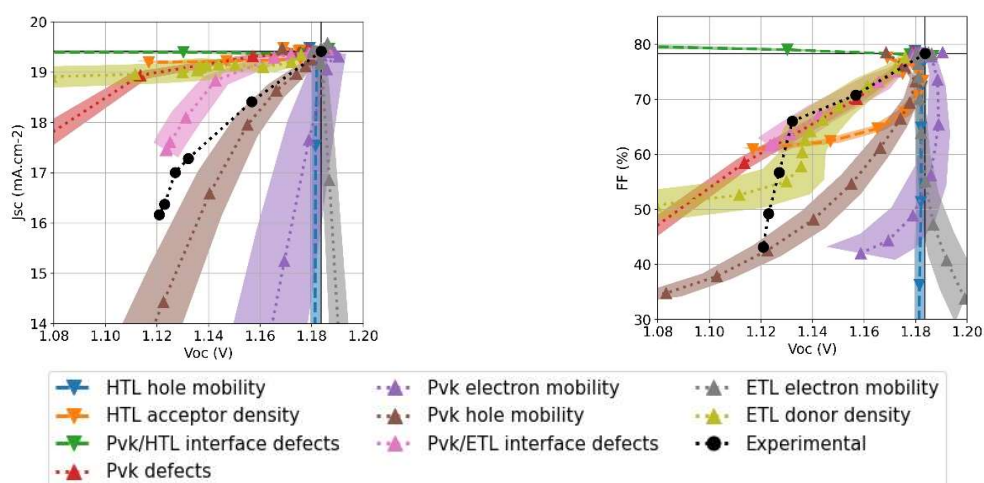 20
19
18
17
16
15
14
Jsc (mA.cm-2)
1.08 1.10 1.12 1.14 1.16 1.18 1.20
Voc (V)
80
70
60
50
40
30
FF (%)
1.08 1.10 1.12 1.14 1.16 1.18 1.20
Voc (V)
HTL hole mobility
HTL acceptor density
Pvk/HTL interface defects
Pvk defects
Pvk electron mobility
Pvk hole mobility
Pvk/ETL interface defects
ETL electron mobility
ETL donor density
Experimental